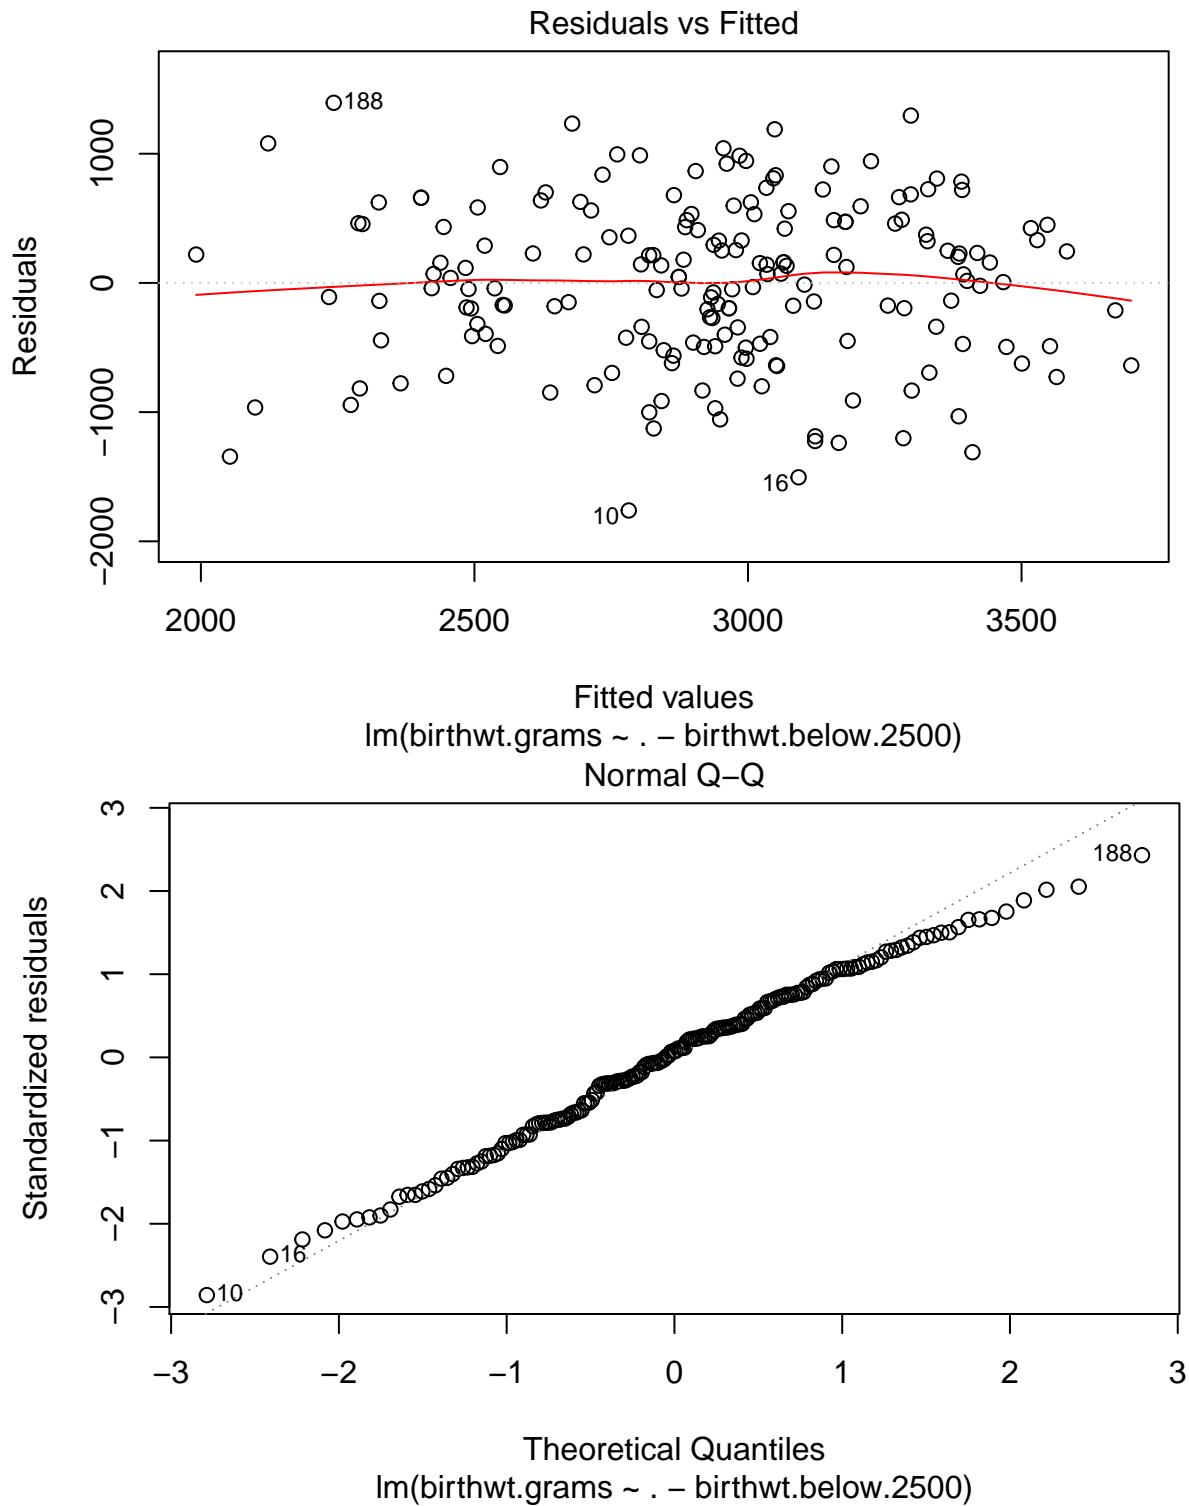 Residuals vs Fitted
188
1000
0
Residuals
−1000
16
10
−2000
2000 2500 3000 3500
Fitted values
lm(birthwt.grams ~ . − birthwt.below.2500)
Normal Q−Q
3
188
2
1
0
Standardized residuals
−1
−2
16
10
−3
−3 −2 −1 0 1 2 3
Theoretical Quantiles
lm(birthwt.grams ~ . − birthwt.below.2500)